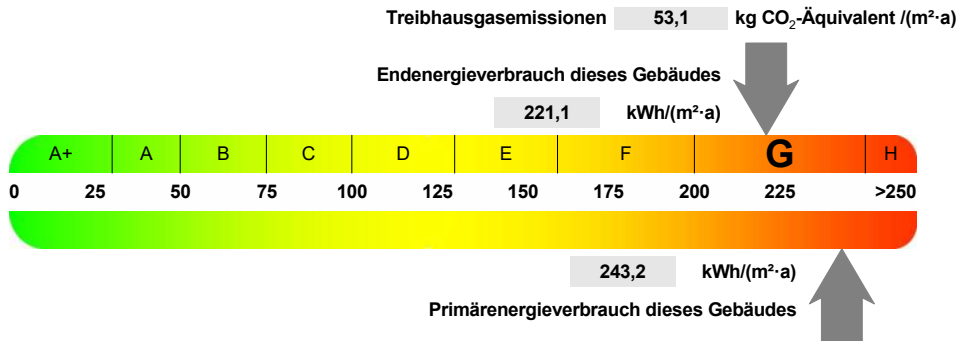 Treibhausgasemissionen 53,1 kg CO₂-Äquivalent /(m²·a)
Endenergieverbrauch dieses Gebäudes
221,1 kWh/(m²·a)
A+ A B C D E F G H
0 25 50 75 100 125 150 175 200 225 >250
243,2 kWh/(m²·a)
Primärenergieverbrauch dieses Gebäudes